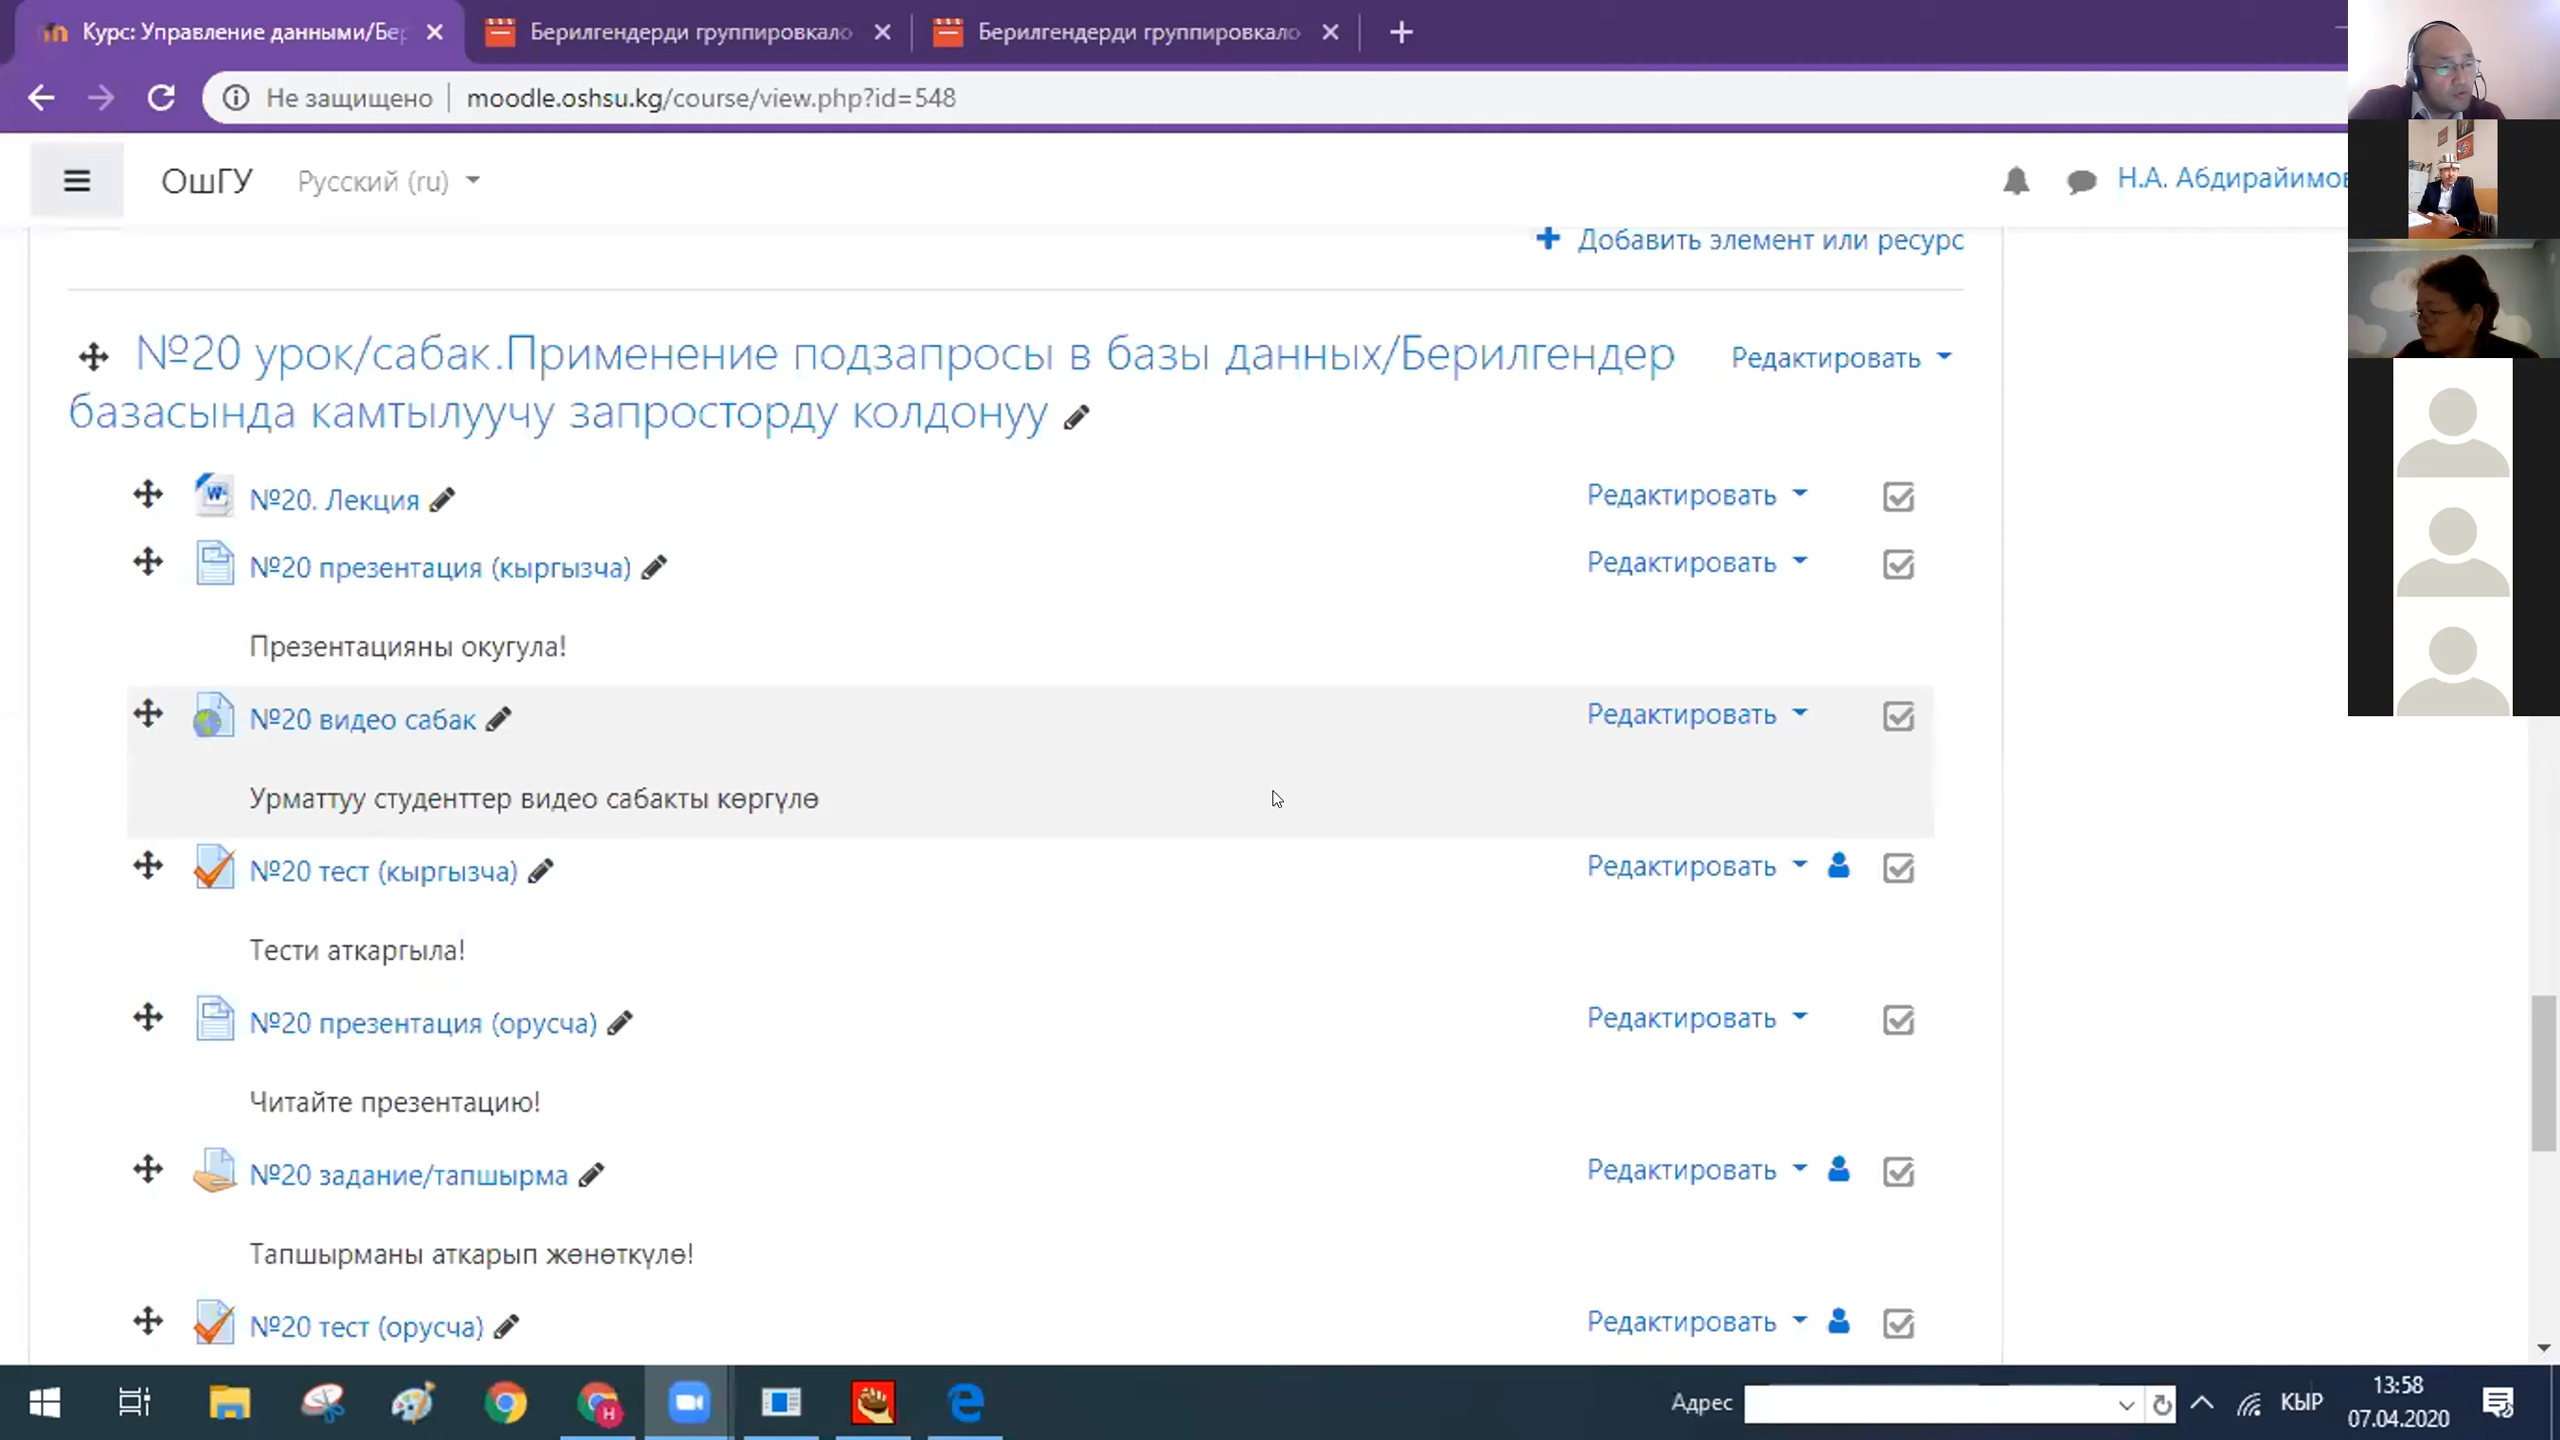 Курс: Управление данными/Бер
Берилгендерди группировкало
Берилгендерди группировкало
Не защищено
moodle.oshsu.kg/course/view.php?id=548
ОшГУ
Русский (ru)
Н.А. Абдирайимов
Добавить элемент или ресурс
№20 урок/сабак.Применение подзапросы в базы данных/Берилгендер
Редактировать
базасында камтылуучу запросторду колдонуу
№20. Лекция
Редактировать
№20 презентация (кыргызча)
Редактировать
Презентацияны окугула!
№20 видео сабак
Редактировать
Урматтуу студенттер видео сабакты көргүлө
№20 тест (кыргызча)
Редактировать
Тести аткаргыла!
№20 презентация (орусча)
Редактировать
Читайте презентацию!
№20 задание/тапшырма
Редактировать
Тапшырманы аткарып жөнөткүлө!
№20 тест (орусча)
Редактировать
Адрес
КЫР
13:58
07.04.2020